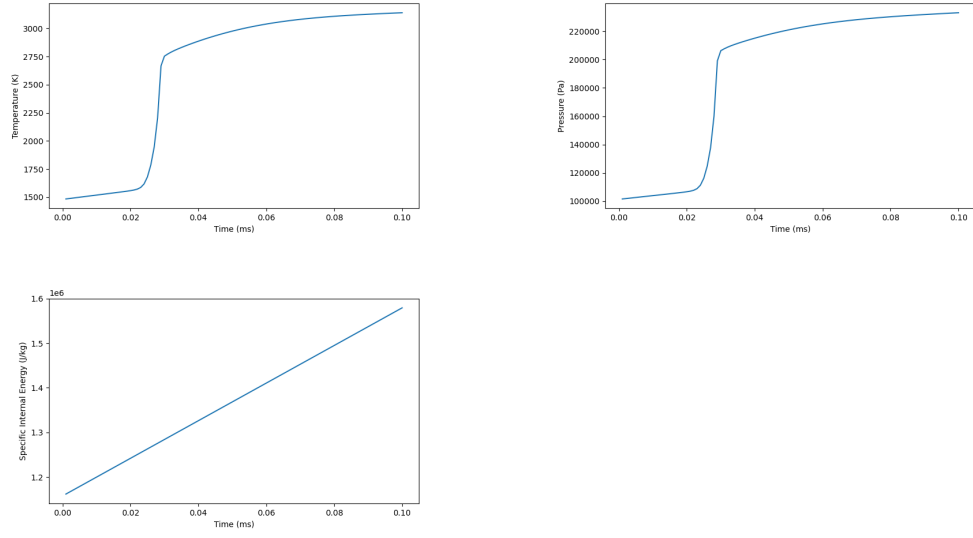 Temperature (K)
3000
2750
2500
2250
2000
1750
1500
0.00 0.02 0.04 0.06 0.08 0.10
Time (ms)
Pressure (Pa)
220000
200000
180000
160000
140000
120000
100000
0.00 0.02 0.04 0.06 0.08 0.10
Time (ms)
1e6
Specific Internal Energy (J/kg)
1.6
1.5
1.4
1.3
1.2
0.00 0.02 0.04 0.06 0.08 0.10
Time (ms)